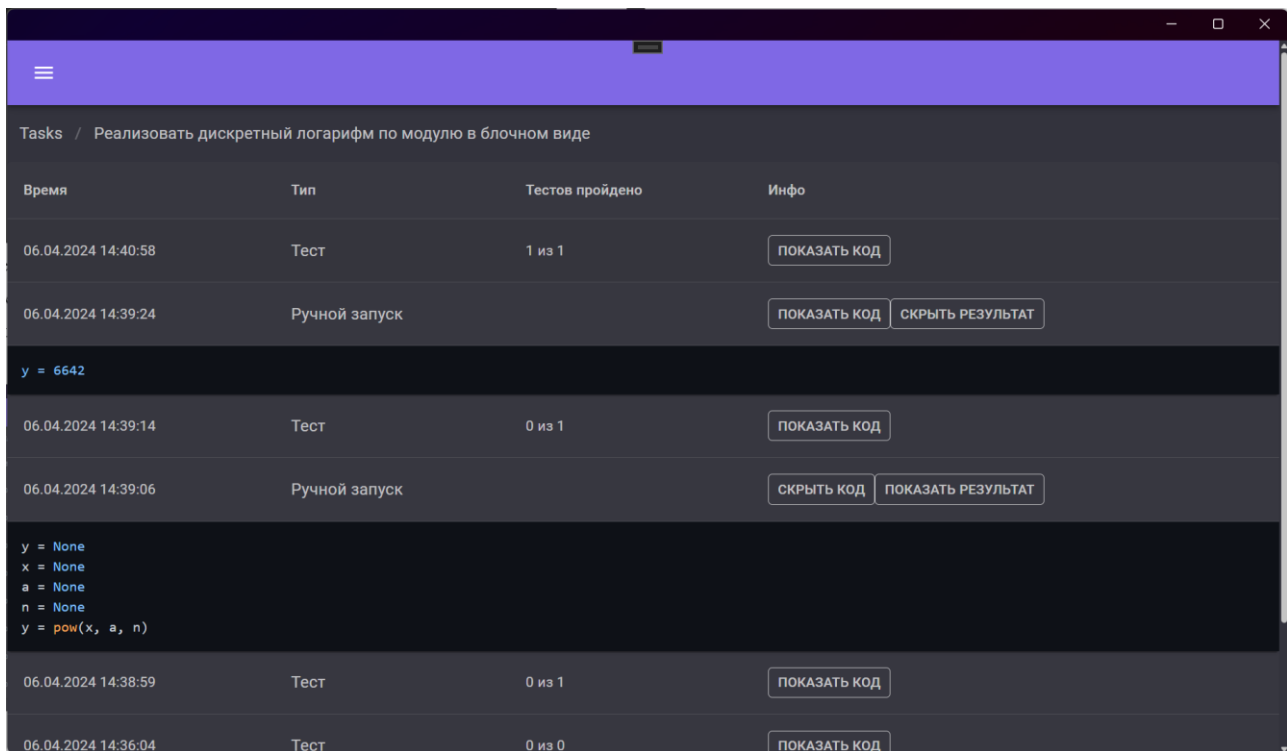 Tasks / Реализовать дискретный логарифм по модулю в блочном виде
Время Тип Тестов пройдено Инфо
06.04.2024 14:40:58 Тест 1 из 1 ПОКАЗАТЬ КОД
06.04.2024 14:39:24 Ручной запуск ПОКАЗАТЬ КОД СКРЫТЬ РЕЗУЛЬТАТ
y = 6642
06.04.2024 14:39:14 Тест 0 из 1 ПОКАЗАТЬ КОД
06.04.2024 14:39:06 Ручной запуск СКРЫТЬ КОД ПОКАЗАТЬ РЕЗУЛЬТАТ
y = None
x = None
a = None
n = None
y = pow(x, a, n)
06.04.2024 14:38:59 Тест 0 из 1 ПОКАЗАТЬ КОД
06.04.2024 14:36:04 Тест 0 из 0 ПОКАЗАТЬ КОД